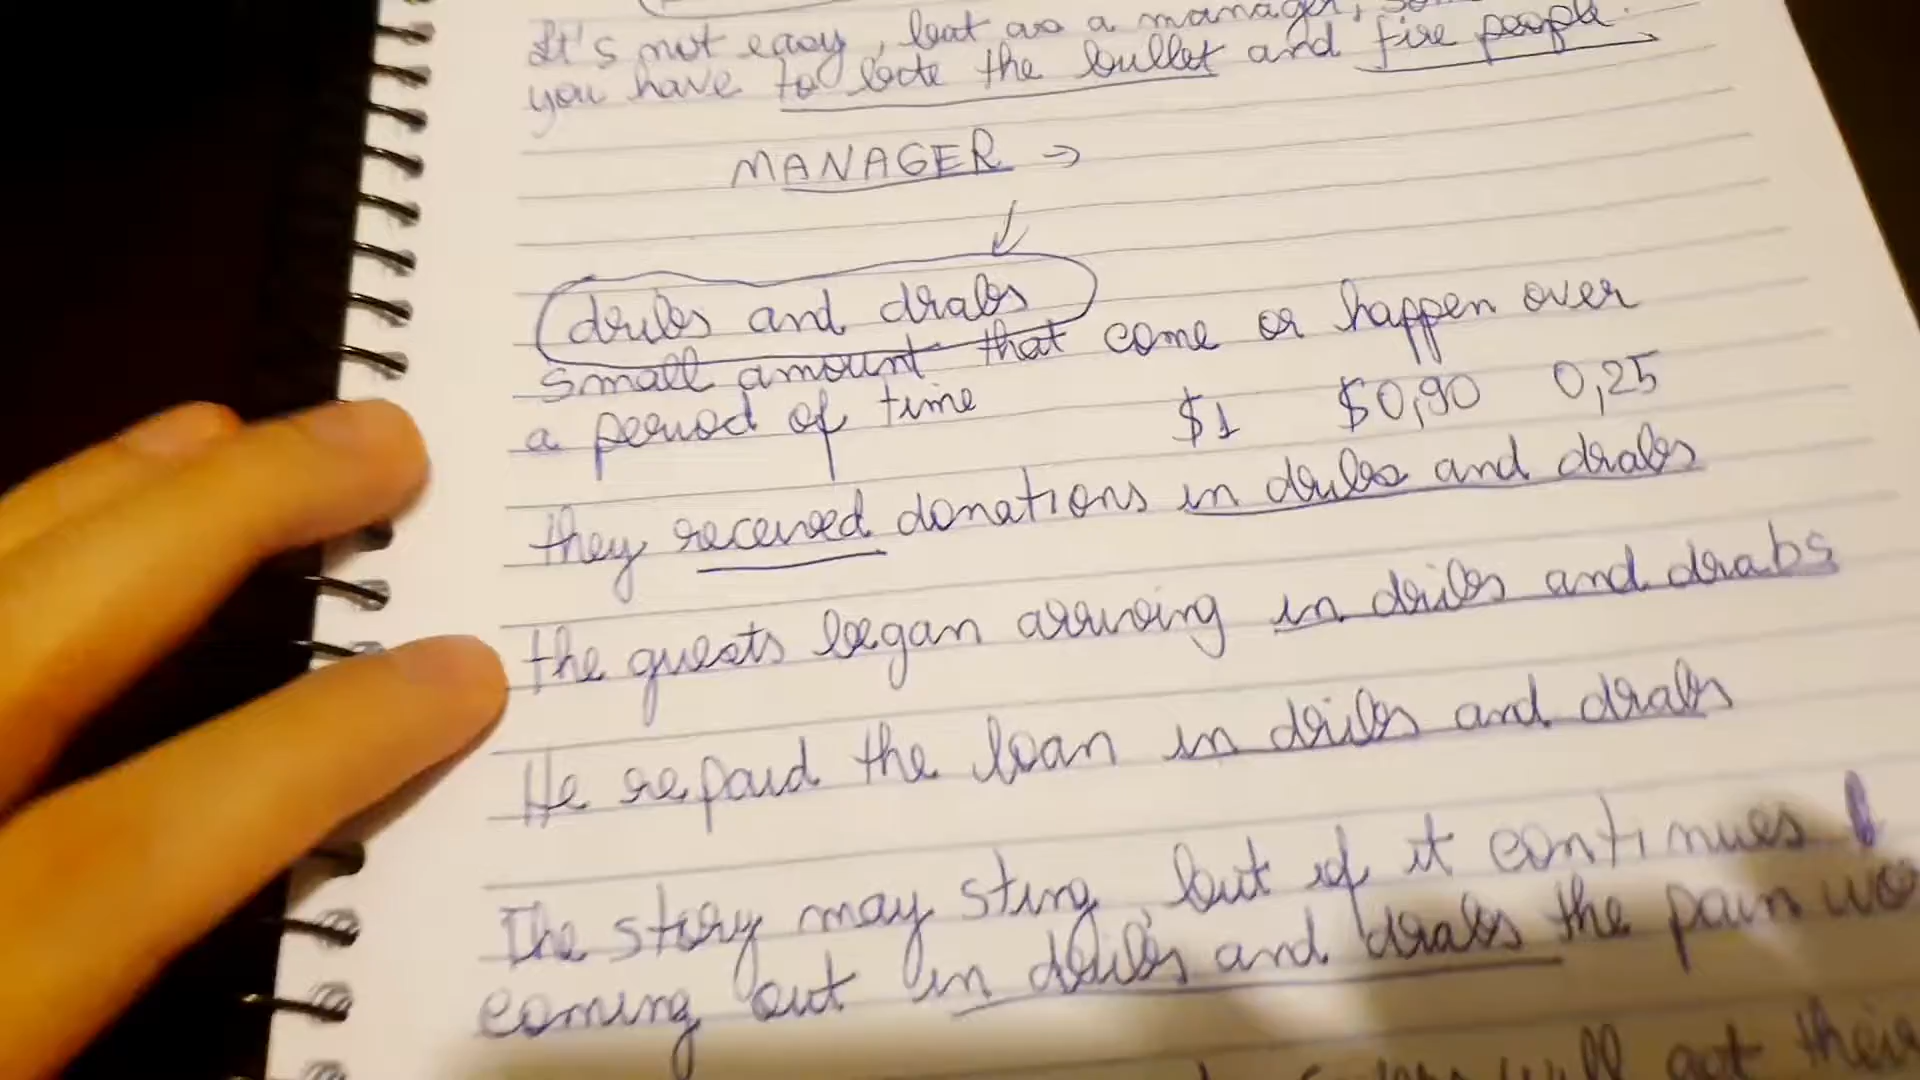 It's not easy, but as a manager,
you have to bite the bullet and fire people.
MANAGER →
dribs and drabs
small amount that come or happen over
a period of time $1 $0,90 0,25
they received donations in dribs and drabs
the guests began arriving in dribs and drabs
He repaid the loan in dribs and drabs
The story may sting, but if it continues
coming out in dribs and drabs the pain
will get their